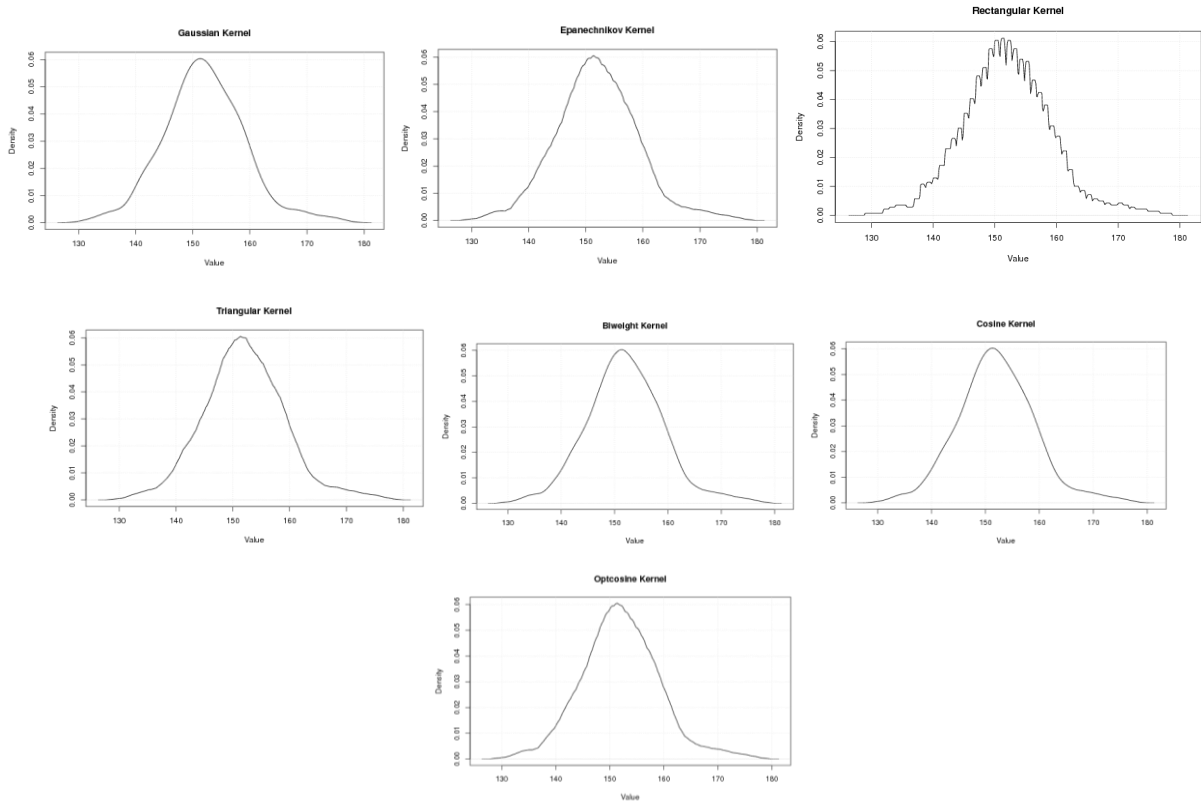 Gaussian Kernel
Density
0.00 0.01 0.02 0.03 0.04 0.05 0.06
130 140 150 160 170 180
Value
Epanechnikov Kernel
Density
0.00 0.01 0.02 0.03 0.04 0.05 0.06
130 140 150 160 170 180
Value
Rectangular Kernel
Density
0.00 0.01 0.02 0.03 0.04 0.05 0.06
130 140 150 160 170 180
Value
Triangular Kernel
Density
0.00 0.01 0.02 0.03 0.04 0.05 0.06
130 140 150 160 170 180
Value
Biweight Kernel
Density
0.00 0.01 0.02 0.03 0.04 0.05 0.06
130 140 150 160 170 180
Value
Cosine Kernel
Density
0.00 0.01 0.02 0.03 0.04 0.05 0.06
130 140 150 160 170 180
Value
Optcosine Kernel
Density
0.00 0.01 0.02 0.03 0.04 0.05 0.06
130 140 150 160 170 180
Value